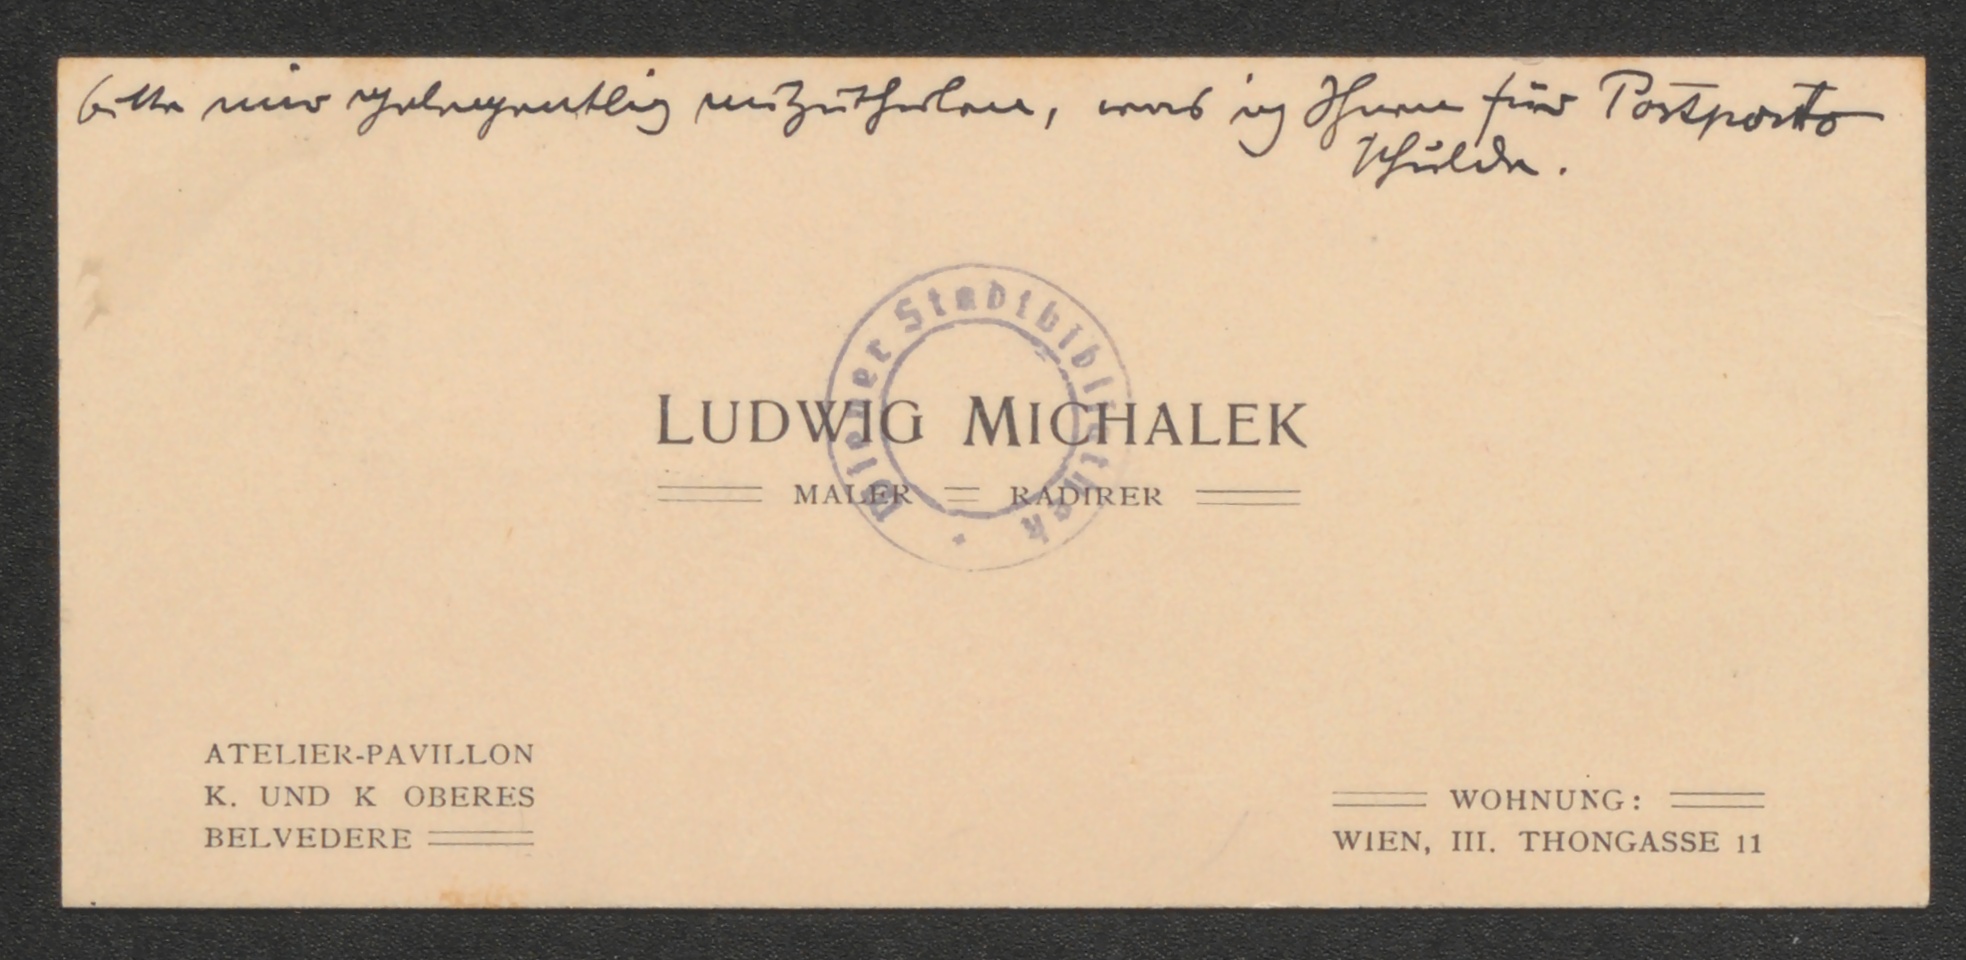 bitte mir gelegentlich mitzutheilen, was ich Ihnen für Postporto
schulde.
Wiener Stadtbibliothek
LUDWIG MICHALEK
MALER RADIRER
ATELIER-PAVILLON
K. UND K OBERES
BELVEDERE
WOHNUNG:
WIEN, III. THONGASSE 11